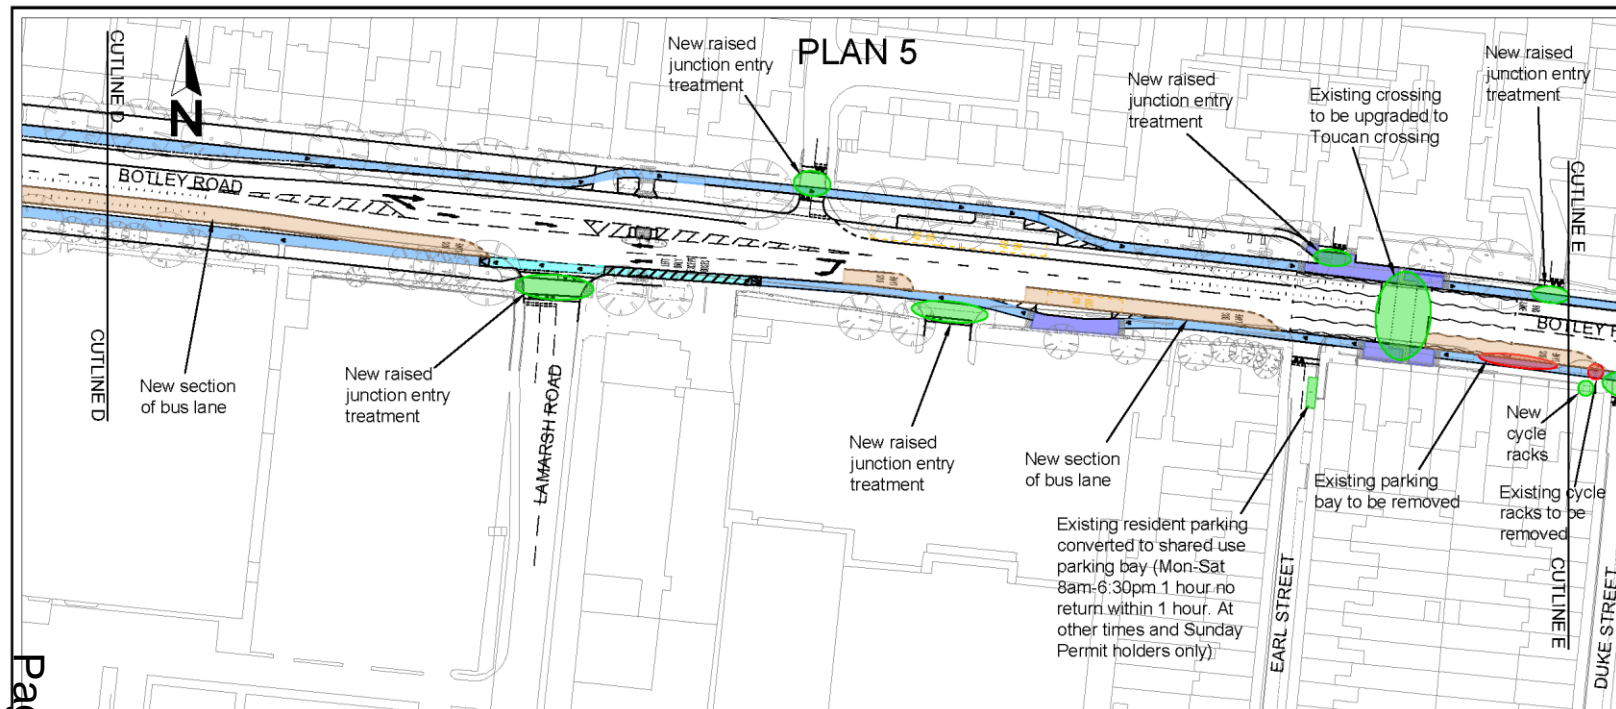 PLAN 5
CUTLINE D
CUTLINE D
N
New raised
junction entry
treatment
New raised
junction entry
treatment
Existing crossing
to be upgraded to
Toucan crossing
New raised
junction entry
treatment
CUTLINE E
CUTLINE E
BOTLEY ROAD
BOTLEY R
New section
of bus lane
New raised
junction entry
treatment
LAMARSH ROAD
New raised
junction entry
treatment
New section
of bus lane
Existing resident parking
converted to shared use
parking bay (Mon-Sat
8am-6:30pm 1 hour no
return within 1 hour. At
other times and Sunday
Permit holders only)
EARL STREET
Existing parking
bay to be removed
New
cycle
racks
Existing cycle
racks to be
removed
DUKE STREET
Pag